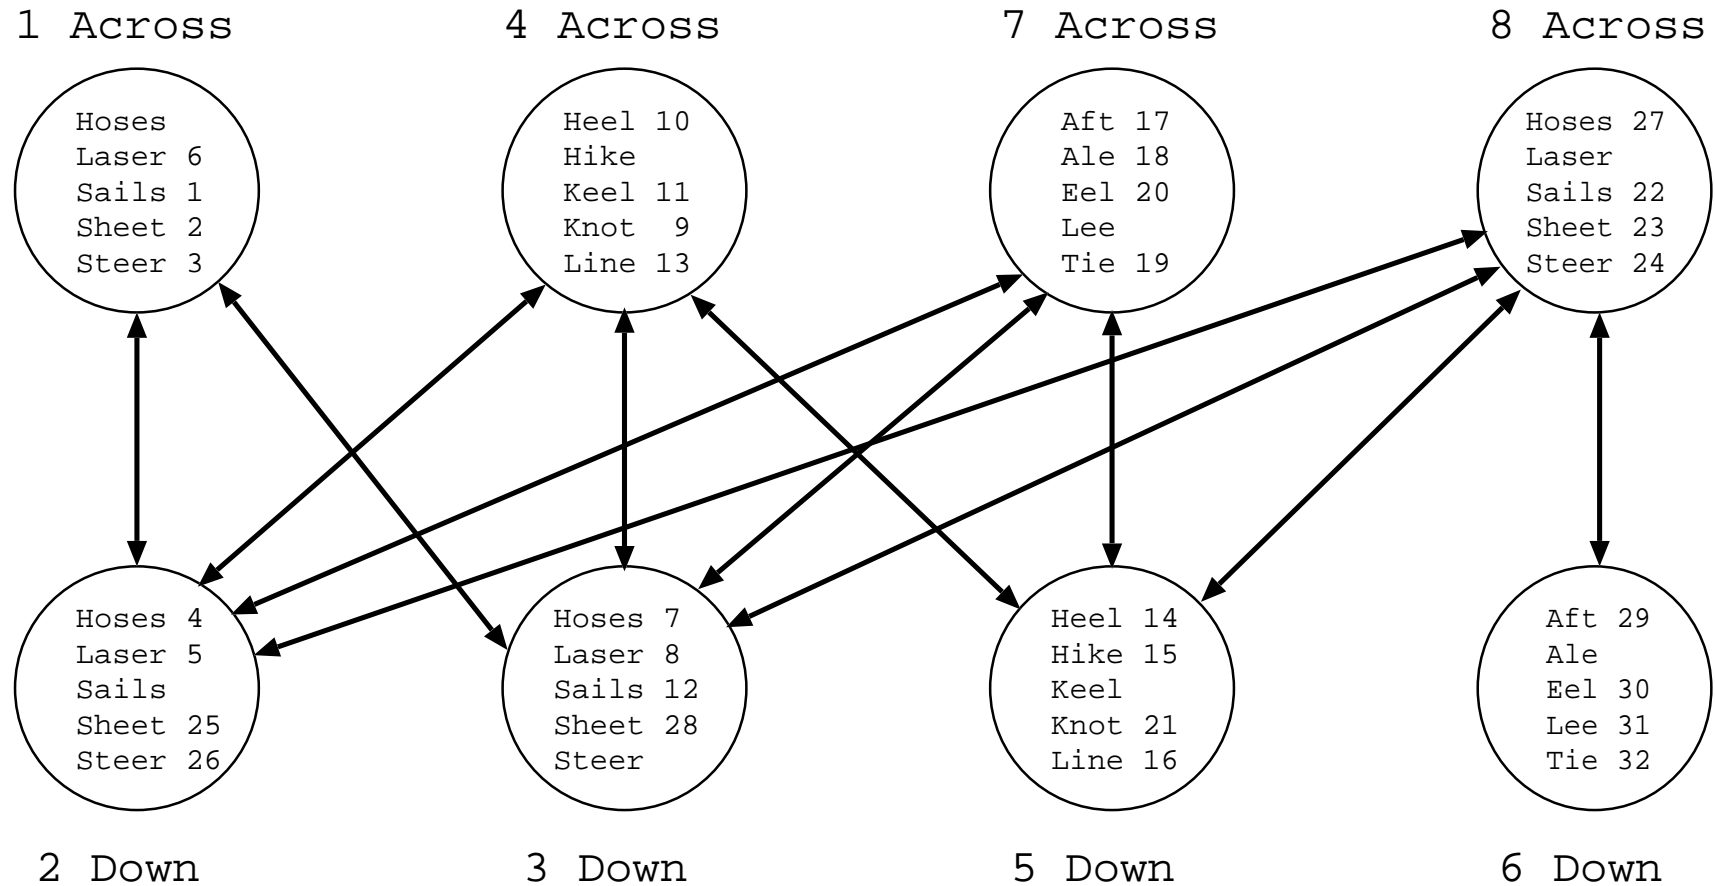 1 Across
4 Across
7 Across
8 Across
Hoses
Laser 6
Sails 1
Sheet 2
Steer 3
Heel 10
Hike
Keel 11
Knot 9
Line 13
Aft 17
Ale 18
Eel 20
Lee
Tie 19
Hoses 27
Laser
Sails 22
Sheet 23
Steer 24
Hoses 4
Laser 5
Sails
Sheet 25
Steer 26
Hoses 7
Laser 8
Sails 12
Sheet 28
Steer
Heel 14
Hike 15
Keel
Knot 21
Line 16
Aft 29
Ale
Eel 30
Lee 31
Tie 32
2 Down
3 Down
5 Down
6 Down